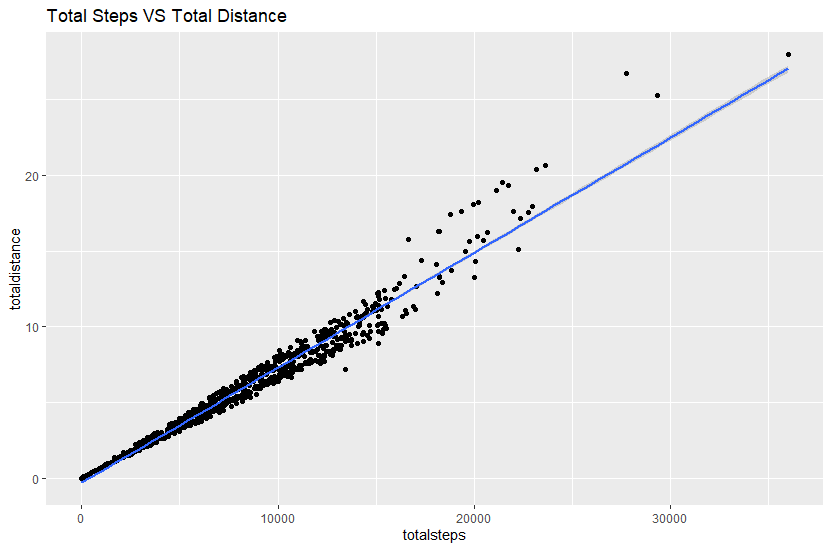 Total Steps VS Total Distance
totaldistance
20
10
0
0 10000 20000 30000
totalsteps